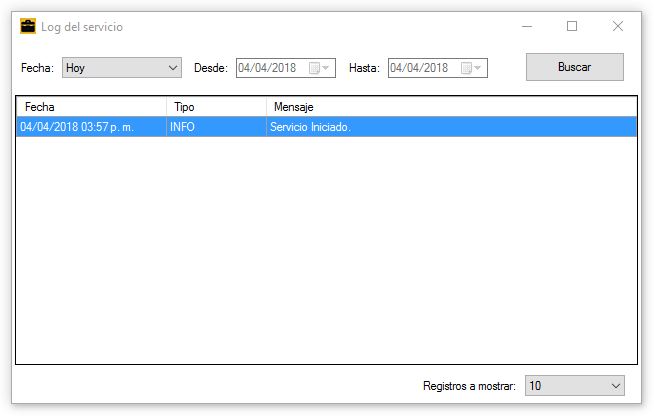 Log del servicio
Fecha: Hoy Desde: 04/04/2018 Hasta: 04/04/2018 Buscar
Fecha Tipo Mensaje
04/04/2018 03:57 p. m. INFO Servicio Iniciado.
Registros a mostrar: 10